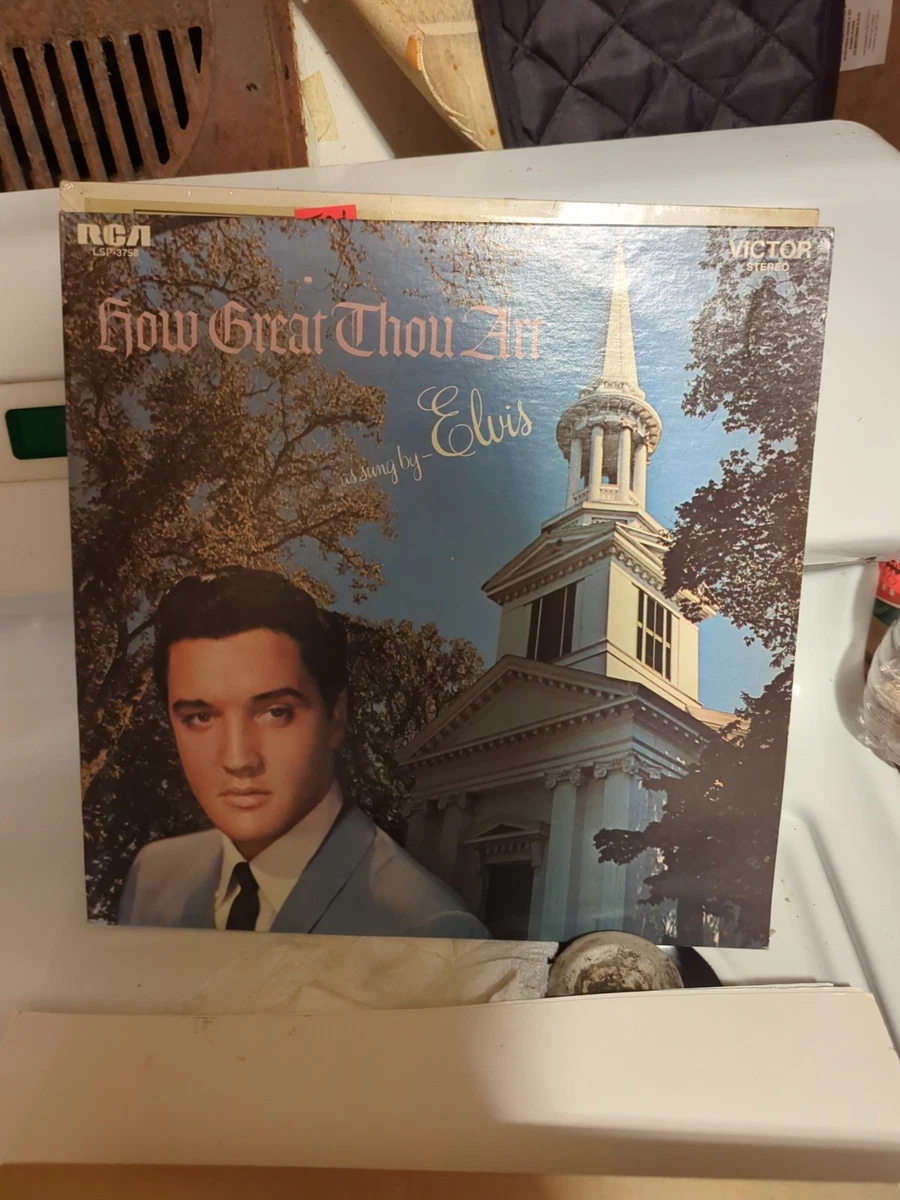 RCA
LSP-3758
VICTOR
STEREO
How Great Thou Art
as sung by-Elvis